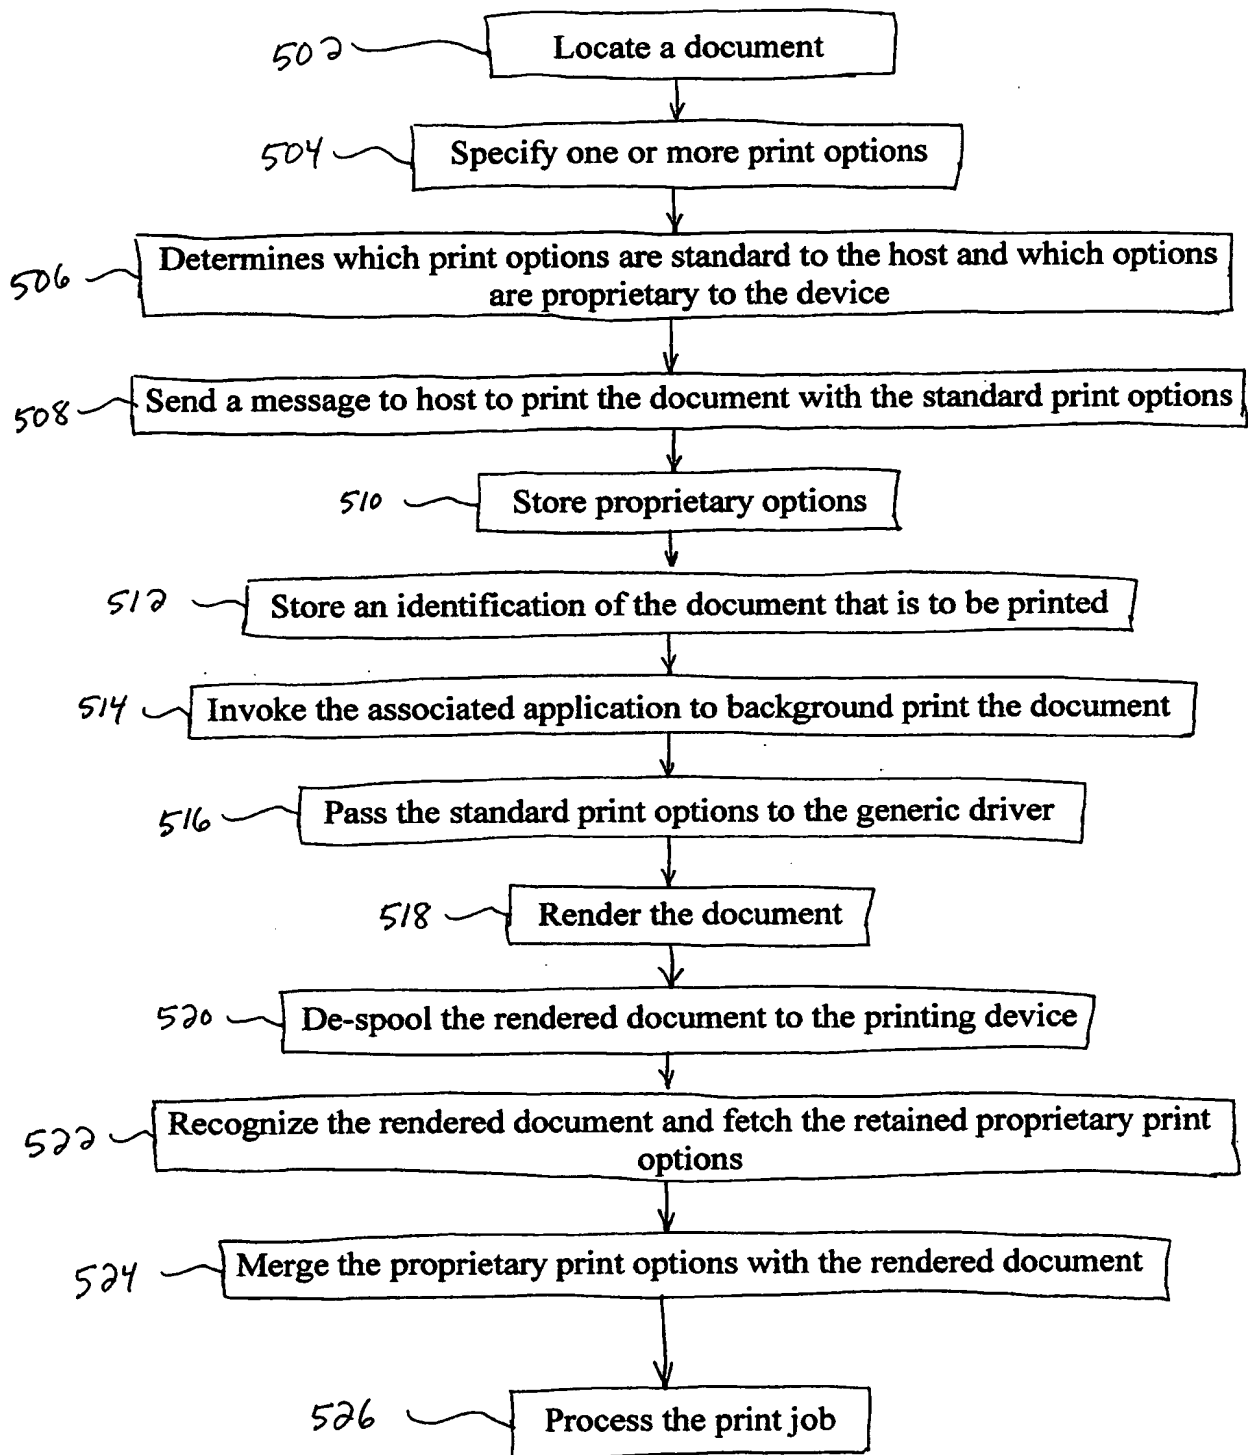 502 Locate a document
504 Specify one or more print options
506 Determines which print options are standard to the host and which options
are proprietary to the device
508 Send a message to host to print the document with the standard print options
510 Store proprietary options
512 Store an identification of the document that is to be printed
514 Invoke the associated application to background print the document
516 Pass the standard print options to the generic driver
518 Render the document
520 De-spool the rendered document to the printing device
522 Recognize the rendered document and fetch the retained proprietary print
options
524 Merge the proprietary print options with the rendered document
526 Process the print job